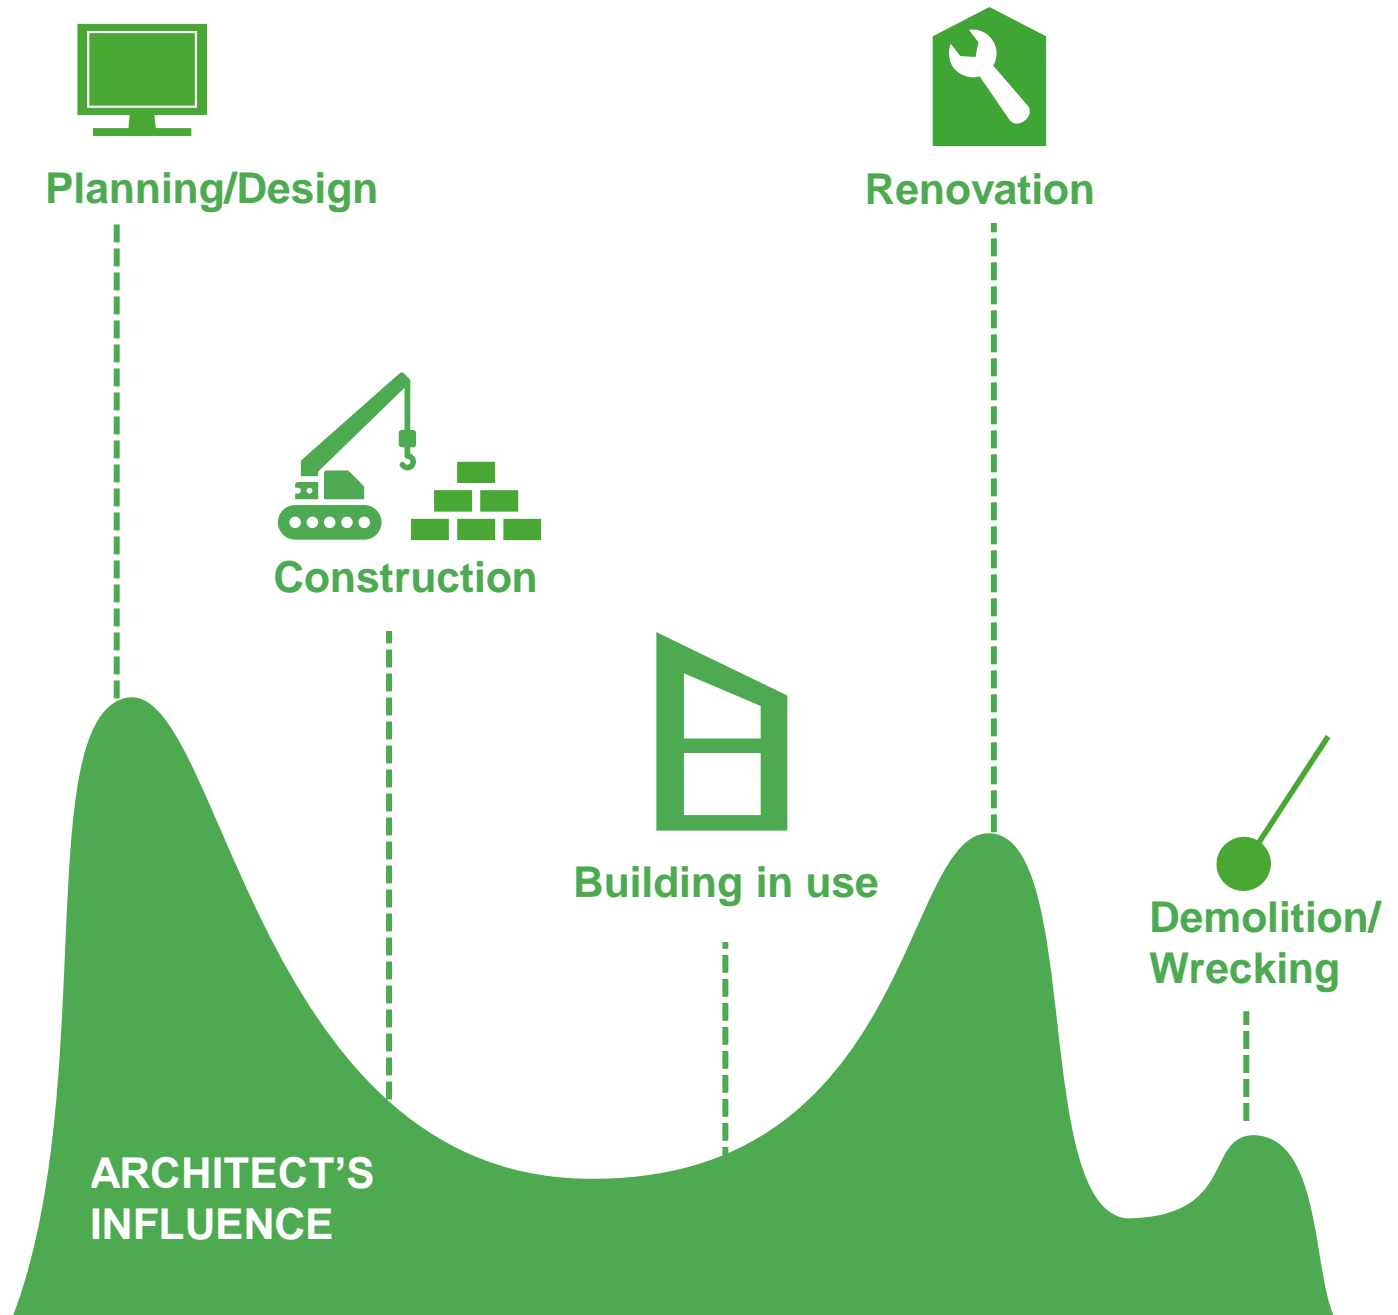 Planning/Design
Renovation
Construction
Building in use
Demolition/
Wrecking
ARCHITECT’S
INFLUENCE